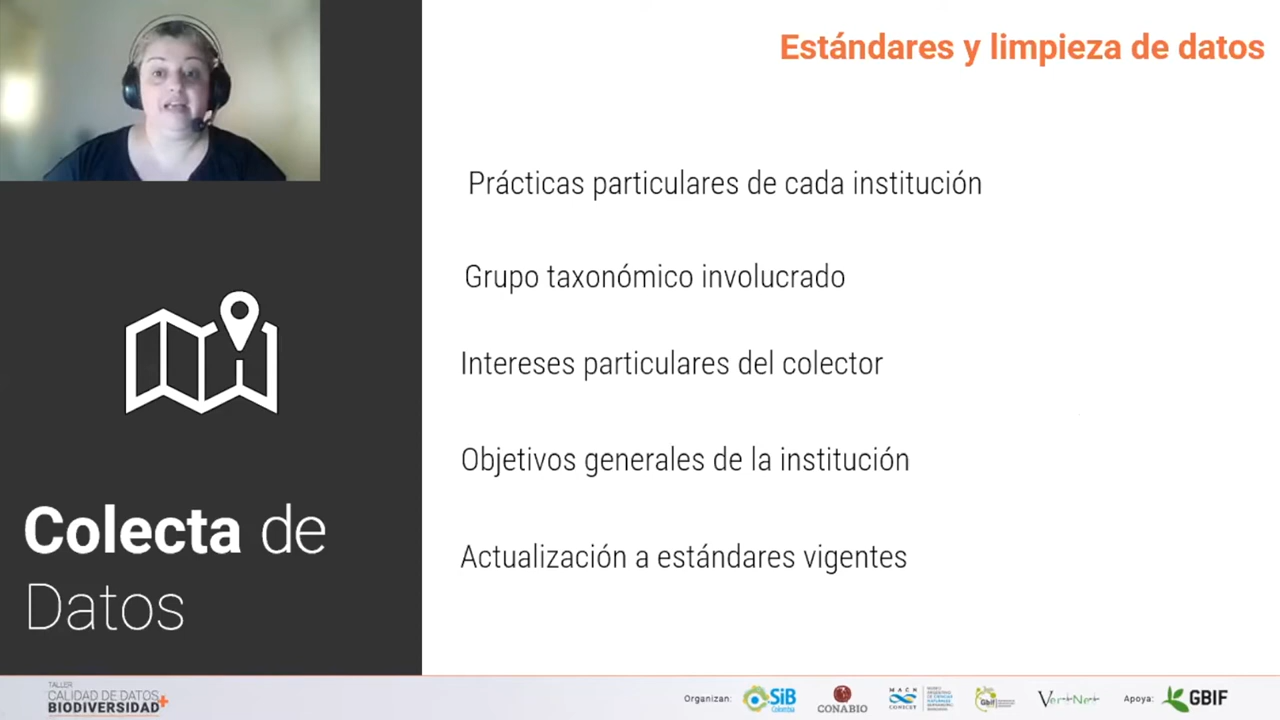 Estándares y limpieza de datos
Prácticas particulares de cada institución
Grupo taxonómico involucrado
Intereses particulares del colector
Objetivos generales de la institución
Actualización a estándares vigentes
Colecta de
Datos
TALLER
CALIDAD DE DATOS
BIODIVERSIDAD+
Organizan:
SiB
Colombia
CONABIO
MACN
CONICET
Gbif
VertNet
Apoya:
GBIF